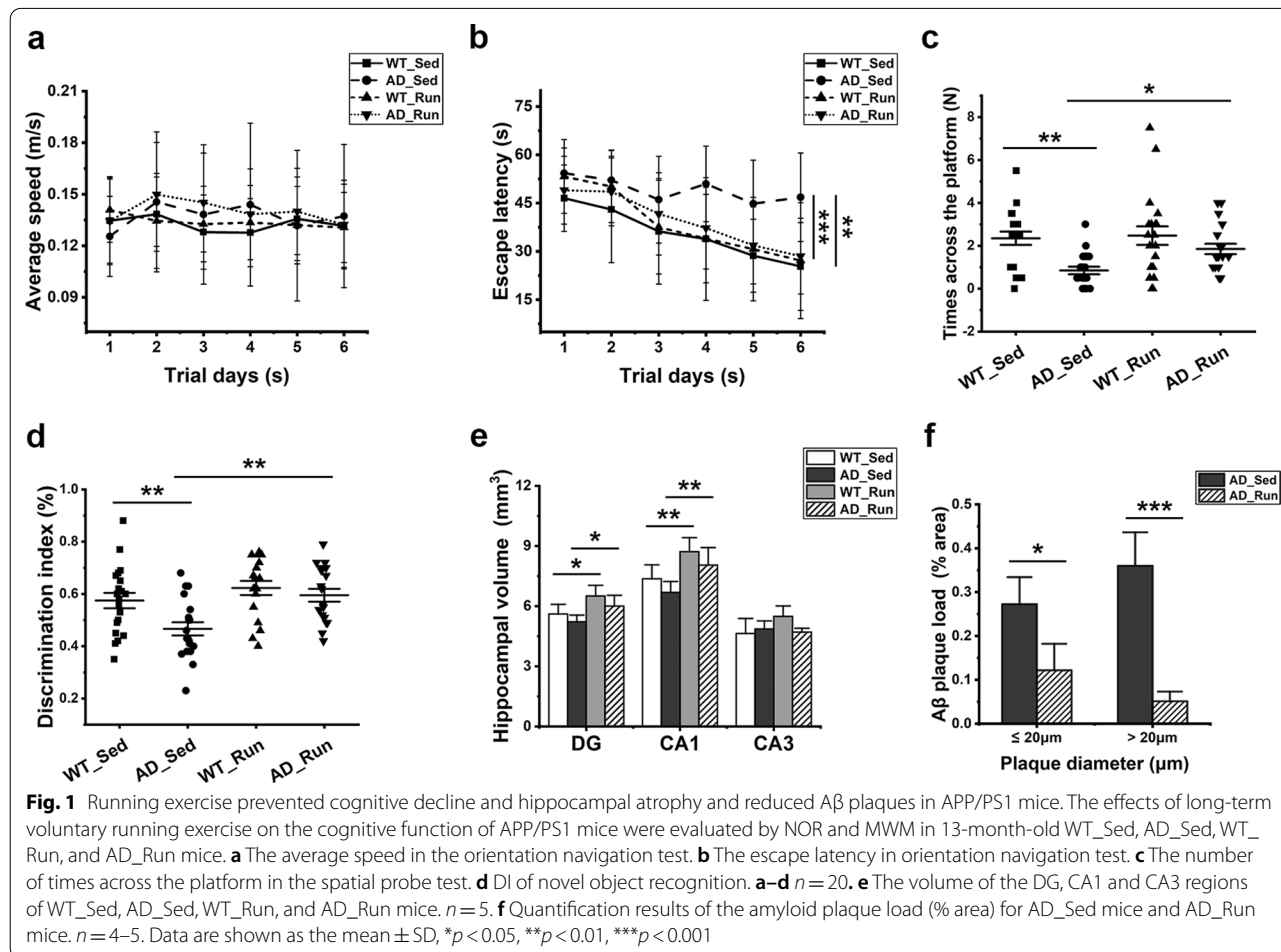 a
WT_Sed
AD_Sed
WT_Run
AD_Run
0.21
0.18
0.15
0.12
0.09
Average speed (m/s)
1 2 3 4 5 6
Trial days (s)
b
WT_Sed
AD_Sed
WT_Run
AD_Run
90
75
60
45
30
15
0
Escape latency (s)
***
**
1 2 3 4 5 6
Trial days (s)
c
*
**
8
6
4
2
0
-2
Times across the platform (N)
WT_Sed
AD_Sed
WT_Run
AD_Run
d
**
**
1.0
0.8
0.6
0.4
0.2
Discrimination index (%)
WT_Sed
AD_Sed
WT_Run
AD_Run
e
WT_Sed
AD_Sed
WT_Run
AD_Run
12
9
6
3
0
Hippocampal volume (mm³)
*
*
**
**
DG CA1 CA3
f
AD_Sed
AD_Run
0.5
0.4
0.3
0.2
0.1
0.0
Aβ plaque load (% area)
*
***
≤ 20μm > 20μm
Plaque diameter (μm)
Fig. 1 Running exercise prevented cognitive decline and hippocampal atrophy and reduced Aβ plaques in APP/PS1 mice. The effects of long-term
voluntary running exercise on the cognitive function of APP/PS1 mice were evaluated by NOR and MWM in 13-month-old WT_Sed, AD_Sed, WT_
Run, and AD_Run mice. a The average speed in the orientation navigation test. b The escape latency in orientation navigation test. c The number
of times across the platform in the spatial probe test. d DI of novel object recognition. a–d n = 20. e The volume of the DG, CA1 and CA3 regions
of WT_Sed, AD_Sed, WT_Run, and AD_Run mice. n = 5. f Quantification results of the amyloid plaque load (% area) for AD_Sed mice and AD_Run
mice. n = 4–5. Data are shown as the mean ± SD, *p < 0.05, **p < 0.01, ***p < 0.001